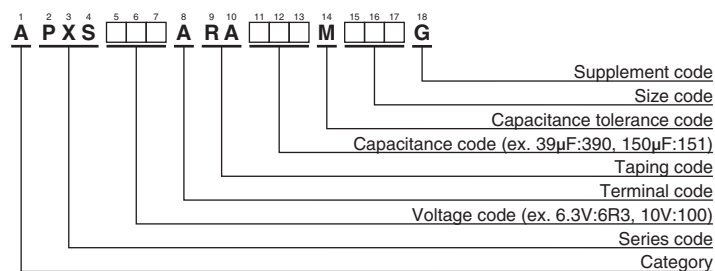 1 2 3 4 5 6 7 8 9 10 11 12 13 14 15 16 17 18
A P X S □□□ A R A □□□ M □□□ G
Supplement code
Size code
Capacitance tolerance code
Capacitance code (ex. 39µF:390, 150µF:151)
Taping code
Terminal code
Voltage code (ex. 6.3V:6R3, 10V:100)
Series code
Category